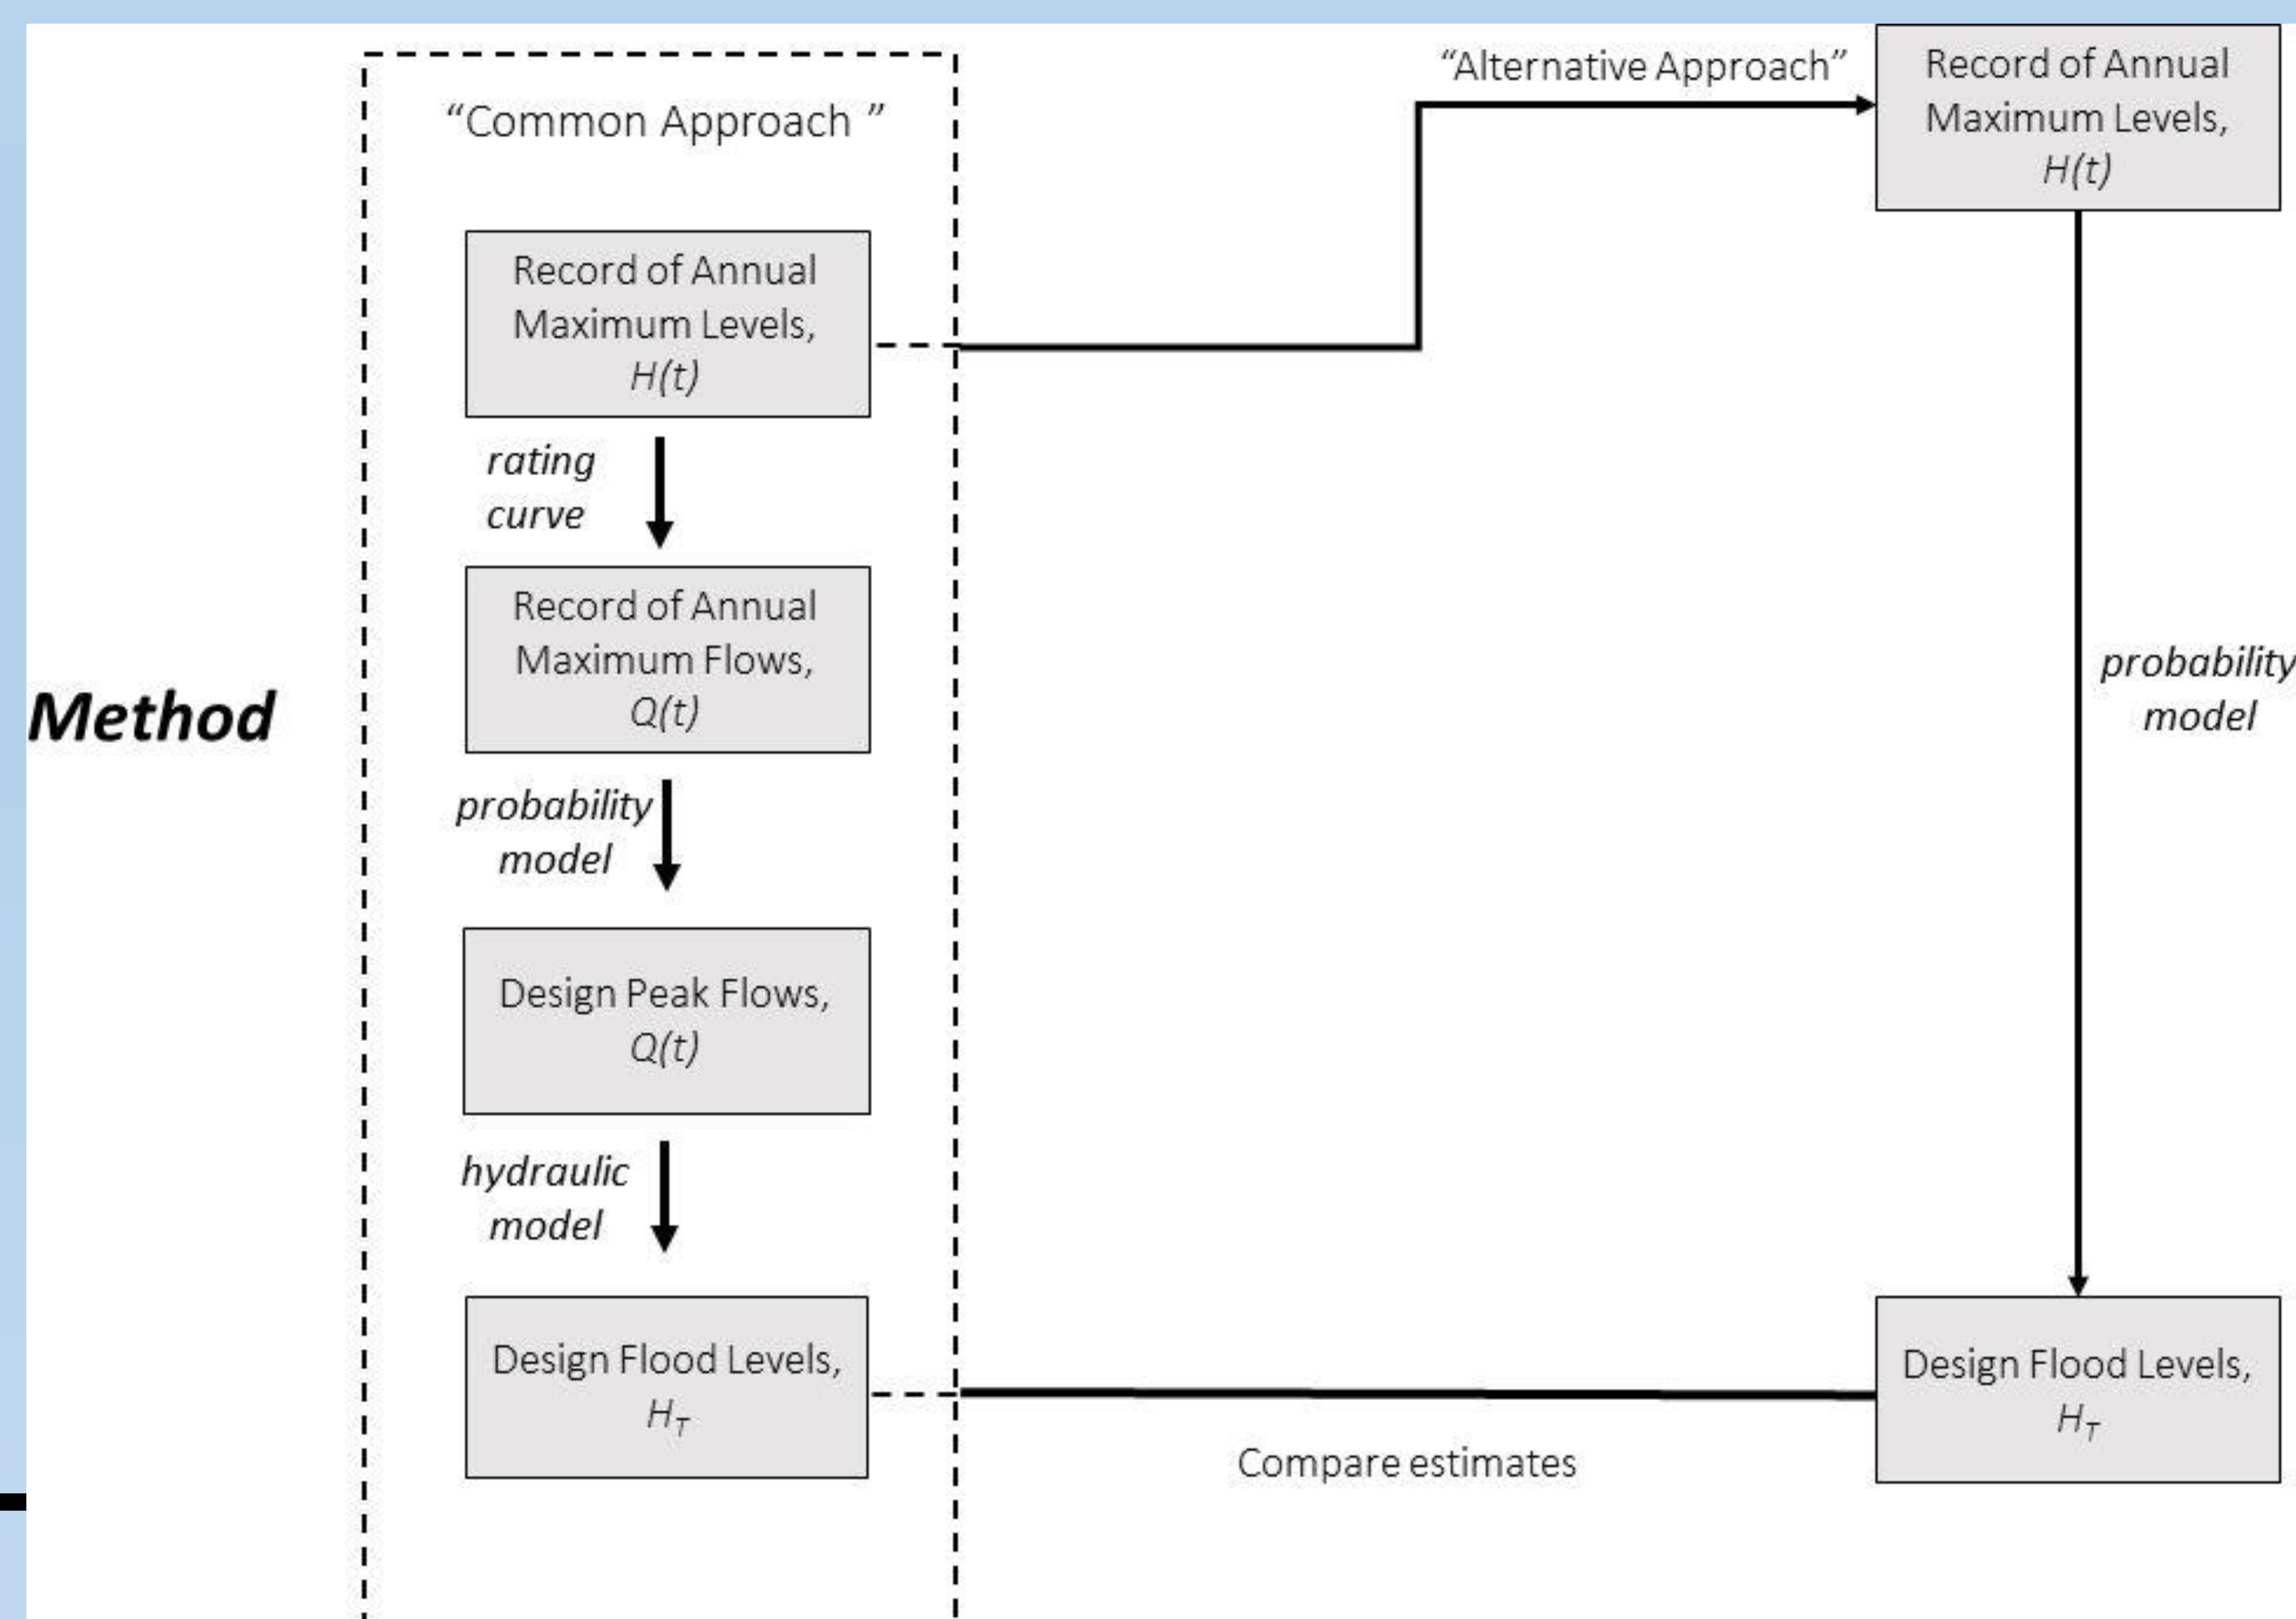 Method
“Common Approach ”
Record of Annual
Maximum Levels,
H(t)
rating
curve
Record of Annual
Maximum Flows,
Q(t)
probability
model
Design Peak Flows,
Q(t)
hydraulic
model
Design Flood Levels,
H_T
“Alternative Approach”
Record of Annual
Maximum Levels,
H(t)
probability
model
Design Flood Levels,
H_T
Compare estimates